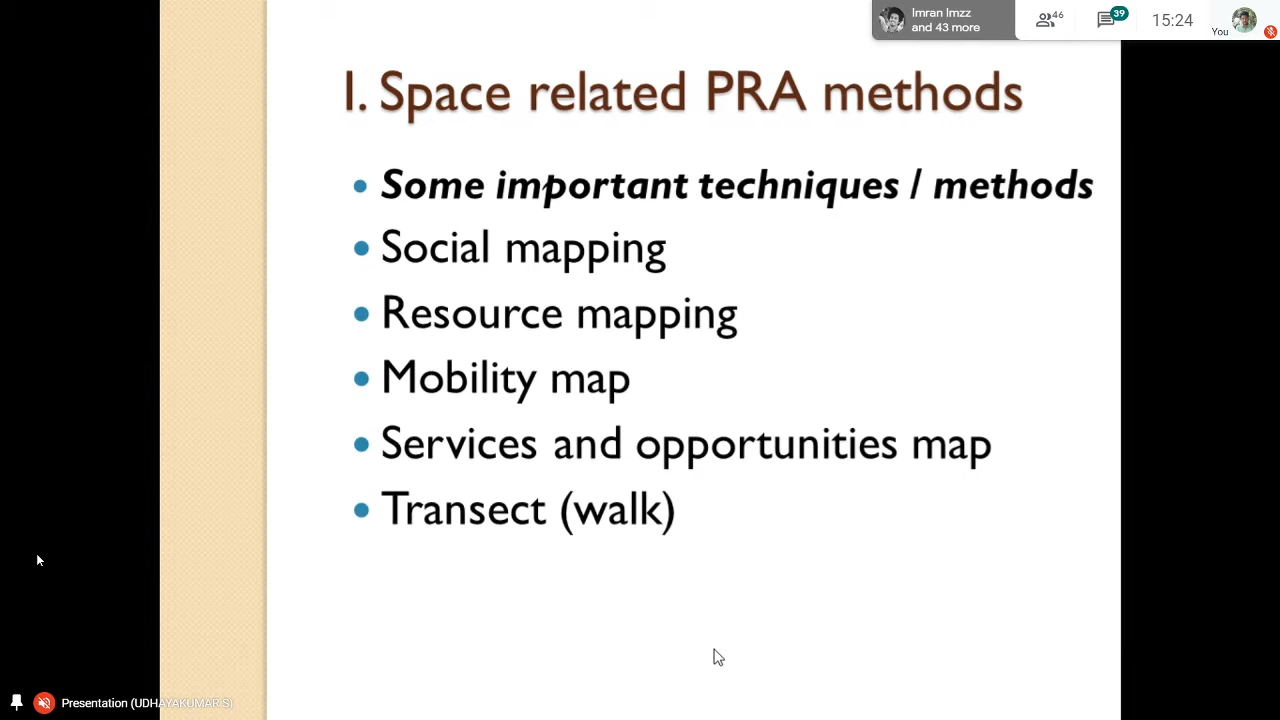 Imran Imzz
and 43 more
46
39
15:24
You
1. Space related PRA methods
Some important techniques / methods
Social mapping
Resource mapping
Mobility map
Services and opportunities map
Transect (walk)
Presentation (UDHAYAKUMAR S)